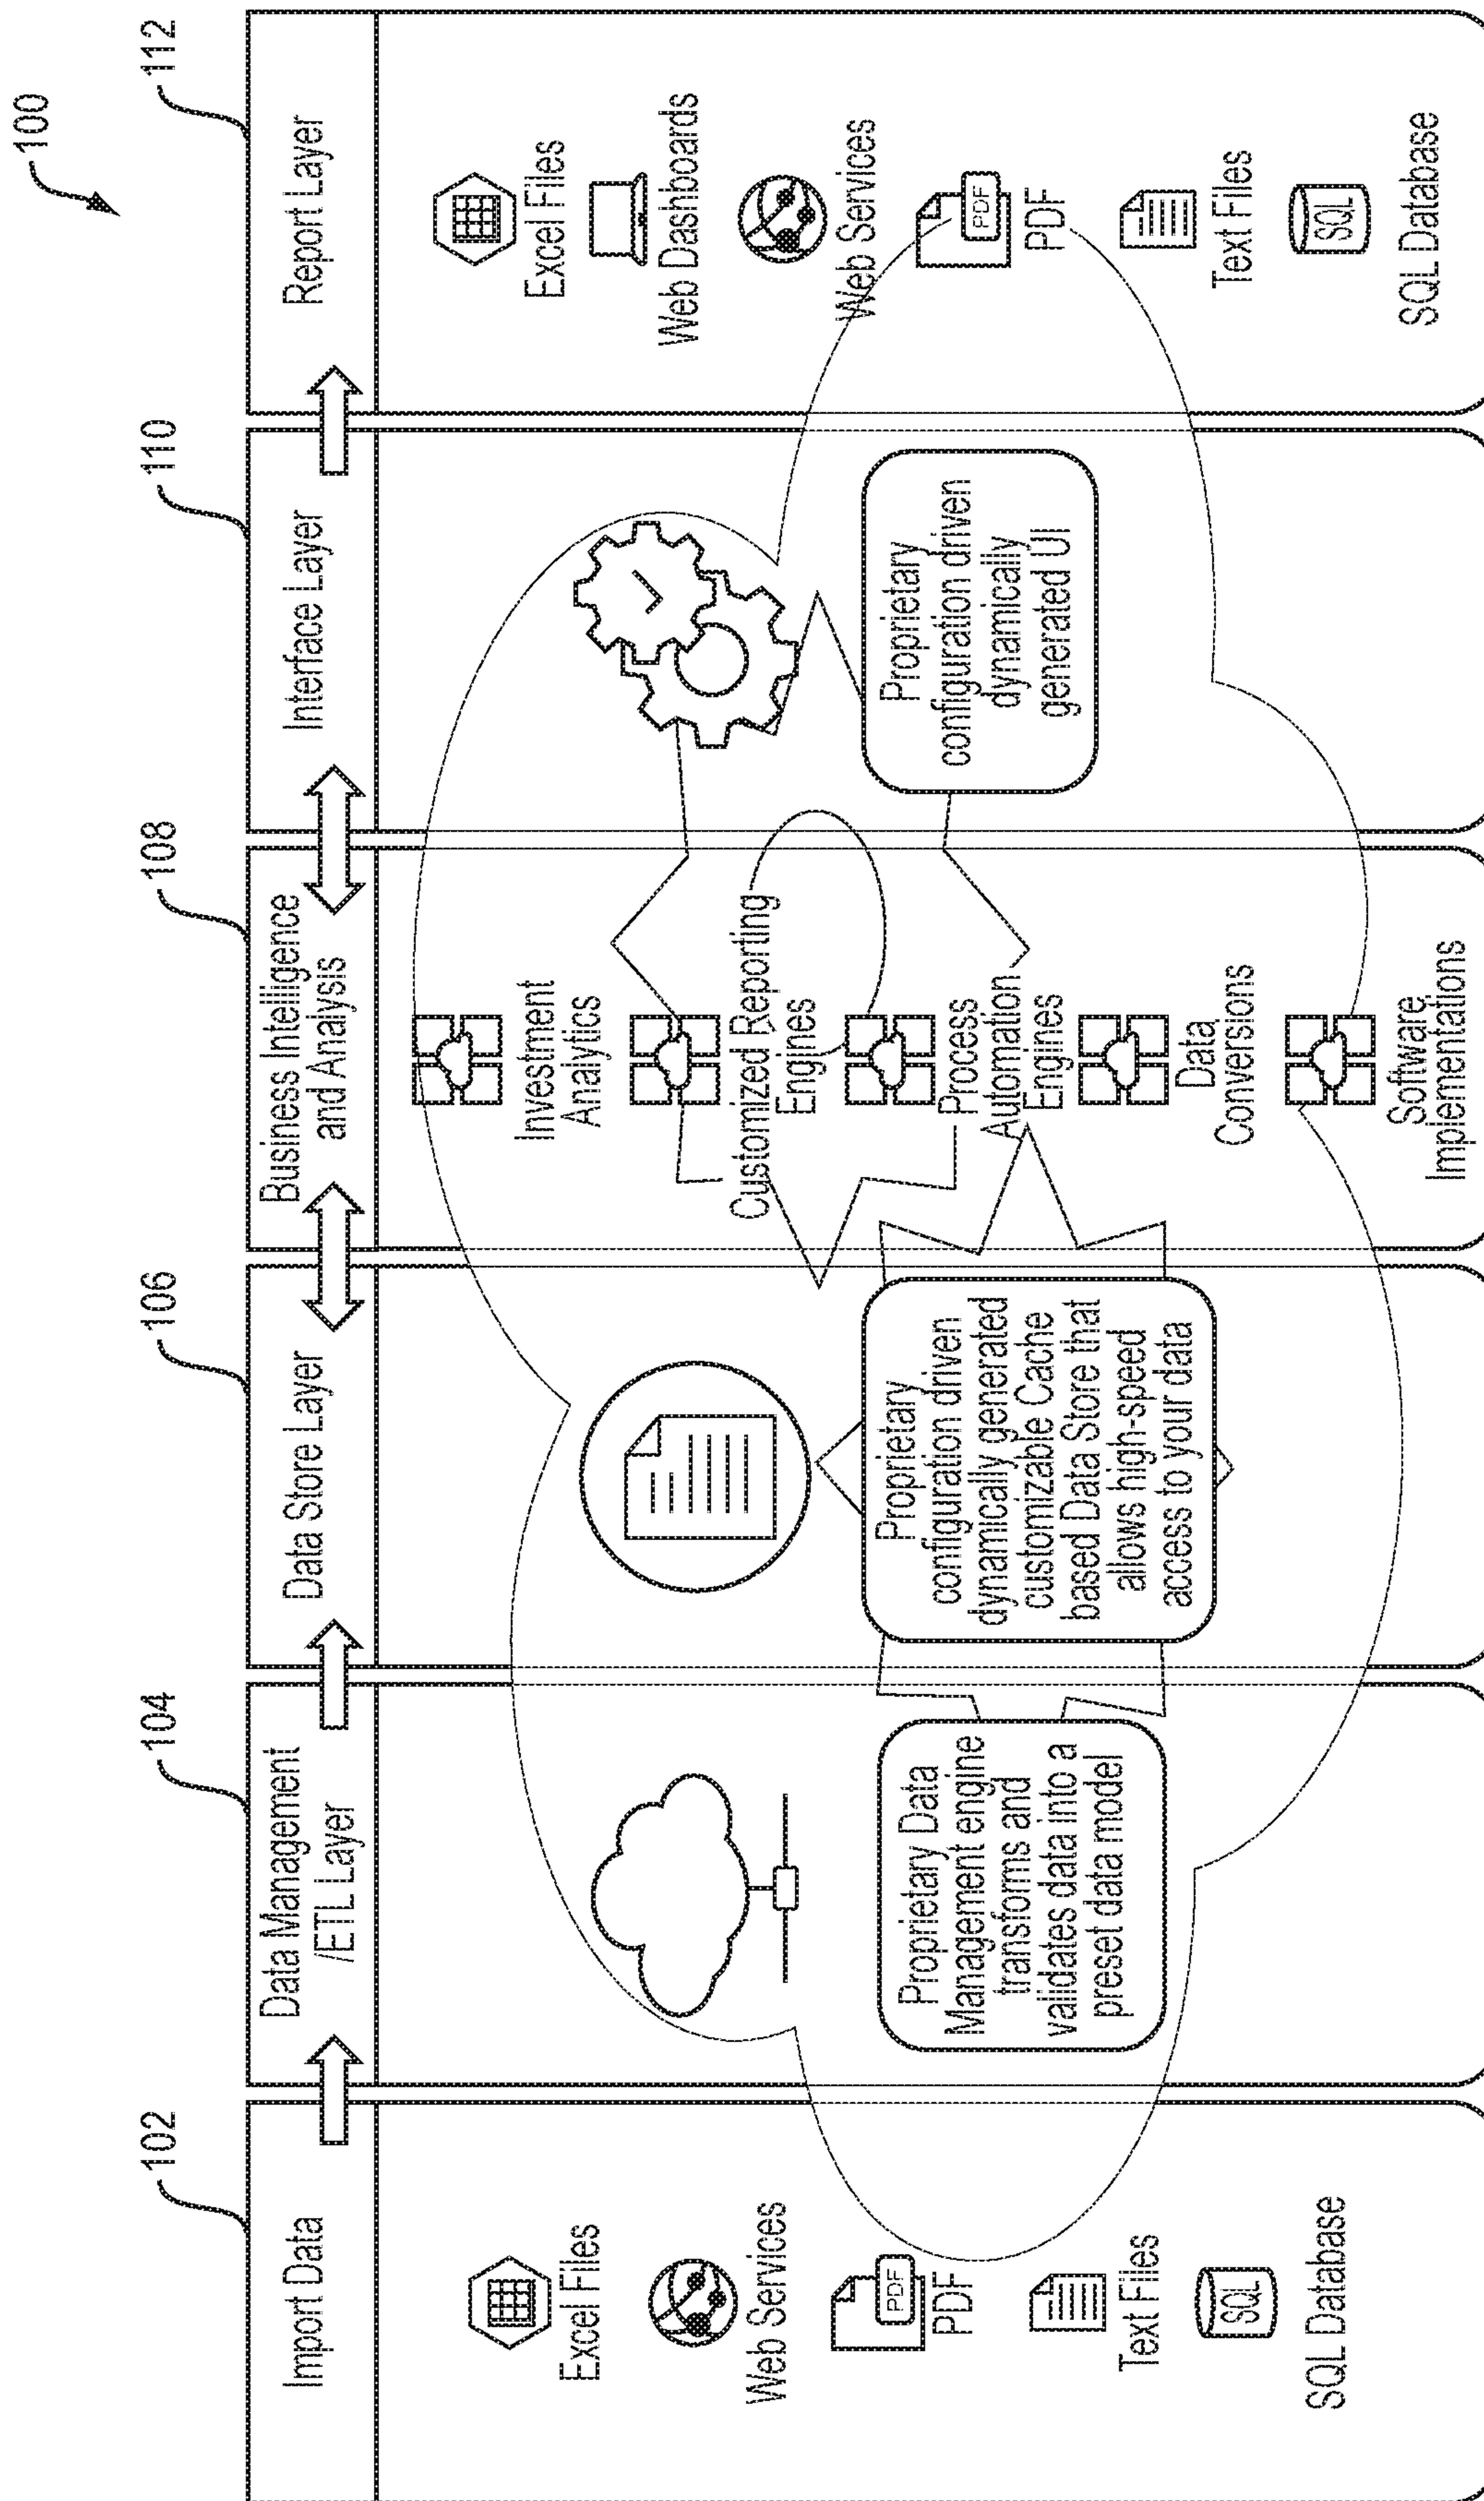 100
102
Import Data
Excel Files
Web Services
PDF
PDF
Text Files
SQL
SQL Database
104
Data Management
/ETL Layer
Proprietary Data
Management engine
transforms and
validates data into a
preset data model
106
Data Store Layer
Proprietary
configuration driven
dynamically generated
customizable Cache
based Data Store that
allows high-speed
access to your data
108
Business Intelligence
and Analysis
Investment
Analytics
Customized Reporting
Engines
Process
Automation
Engines
Data
Conversions
Software
Implementations
110
Interface Layer
Proprietary
configuration driven
dynamically
generated UI
112
Report Layer
Excel Files
Web Dashboards
Web Services
PDF
PDF
Text Files
SQL
SQL Database